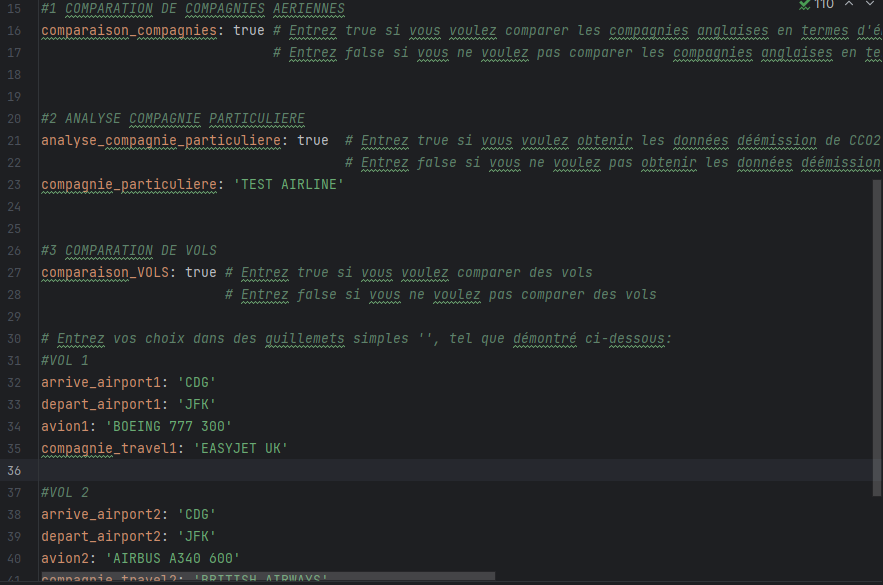 110
15 #1 COMPARATION DE COMPAGNIES AERIENNES
16 comparaison_compagnies: true # Entrez true si vous voulez comparer les compagnies anglaises en termes
17 # Entrez false si vous ne voulez pas comparer les compagnies anglaises en
18
19
20 #2 ANALYSE COMPAGNIE PARTICULIERE
21 analyse_compagnie_particuliere: true # Entrez true si vous voulez obtenir les données déémission de CCO2
22 # Entrez false si vous ne voulez pas obtenir les données déémission
23 compagnie_particuliere: 'TEST AIRLINE'
24
25
26 #3 COMPARATION DE VOLS
27 comparaison_VOLS: true # Entrez true si vous voulez comparer des vols
28 # Entrez false si vous ne voulez pas comparer des vols
29
30 # Entrez vos choix dans des guillemets simples '', tel que démontré ci-dessous:
31 #VOL 1
32 arrive_airport1: 'CDG'
33 depart_airport1: 'JFK'
34 avion1: 'BOEING 777 300'
35 compagnie_travel1: 'EASYJET UK'
36
37 #VOL 2
38 arrive_airport2: 'CDG'
39 depart_airport2: 'JFK'
40 avion2: 'AIRBUS A340 600'
41 compagnie_travel2: 'BRITISH AIRWAYS'